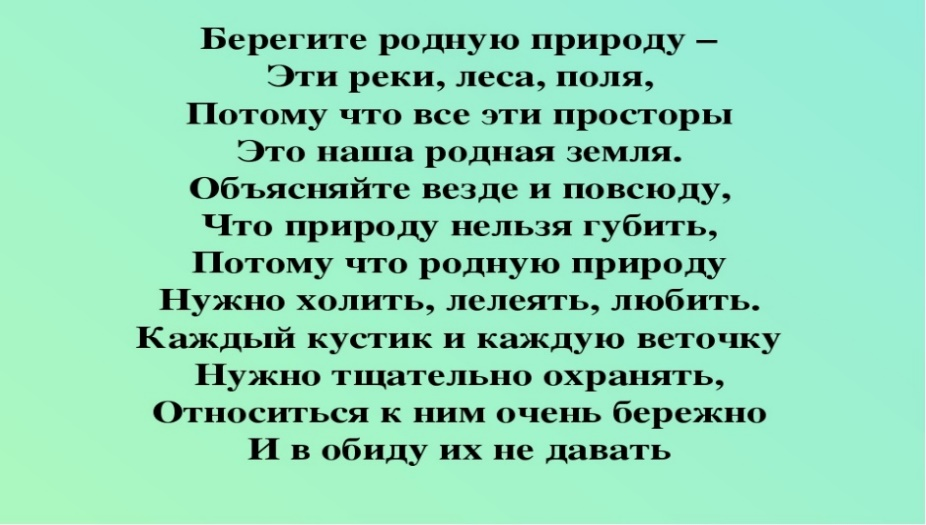 Берегите родную природу –
Эти реки, леса, поля,
Потому что все эти просторы
Это наша родная земля.
Объясняйте везде и повсюду,
Что природу нельзя губить,
Потому что родную природу
Нужно холить, лелеять, любить.
Каждый кустик и каждую веточку
Нужно тщательно охранять,
Относиться к ним очень бережно
И в обиду их не давать